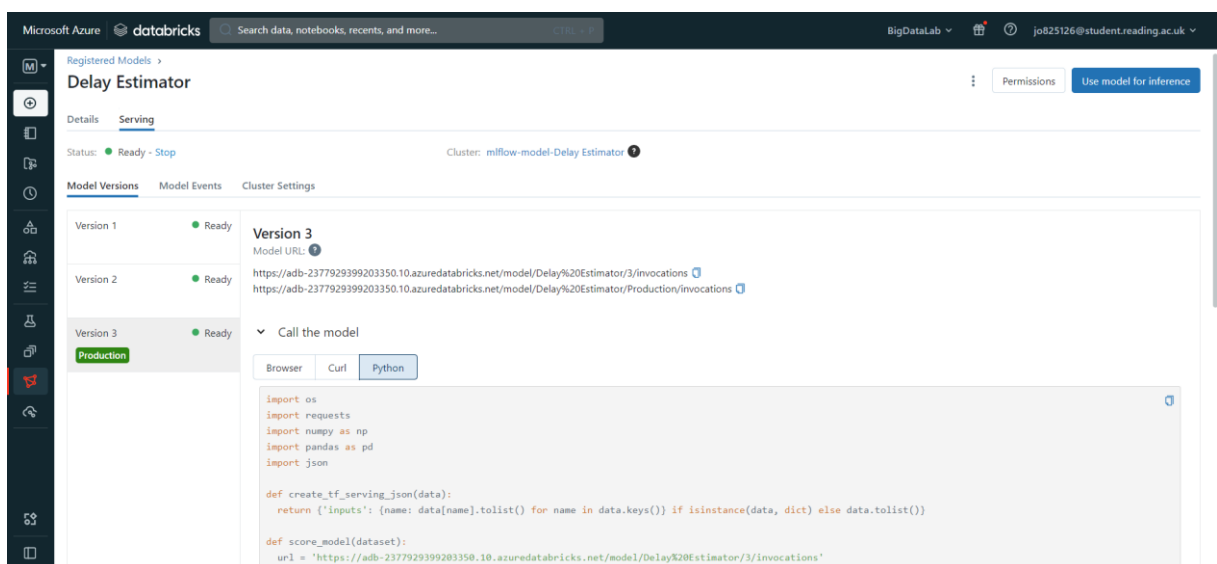 Microsoft Azure databricks Search data, notebooks, recents, and more... CTRL + P BigDataLab jo825126@student.reading.ac.uk
M
Registered Models >
Delay Estimator
Permissions Use model for inference
Details Serving
Status: Ready - Stop Cluster: mlflow-model-Delay Estimator ?
Model Versions Model Events Cluster Settings
Version 1 Ready
Version 2 Ready
Version 3 Ready
Production
Version 3
Model URL: ?
https://adb-2377929399203350.10.azuredatabricks.net/model/Delay%20Estimator/3/invocations
https://adb-2377929399203350.10.azuredatabricks.net/model/Delay%20Estimator/Production/invocations
Call the model
Browser Curl Python
import os
import requests
import numpy as np
import pandas as pd
import json
def create_tf_serving_json(data):
return {'inputs': {name: data[name].tolist() for name in data.keys()} if isinstance(data, dict) else data.tolist()}
def score_model(dataset):
url = 'https://adb-2377929399203350.10.azuredatabricks.net/model/Delay%20Estimator/3/invocations'